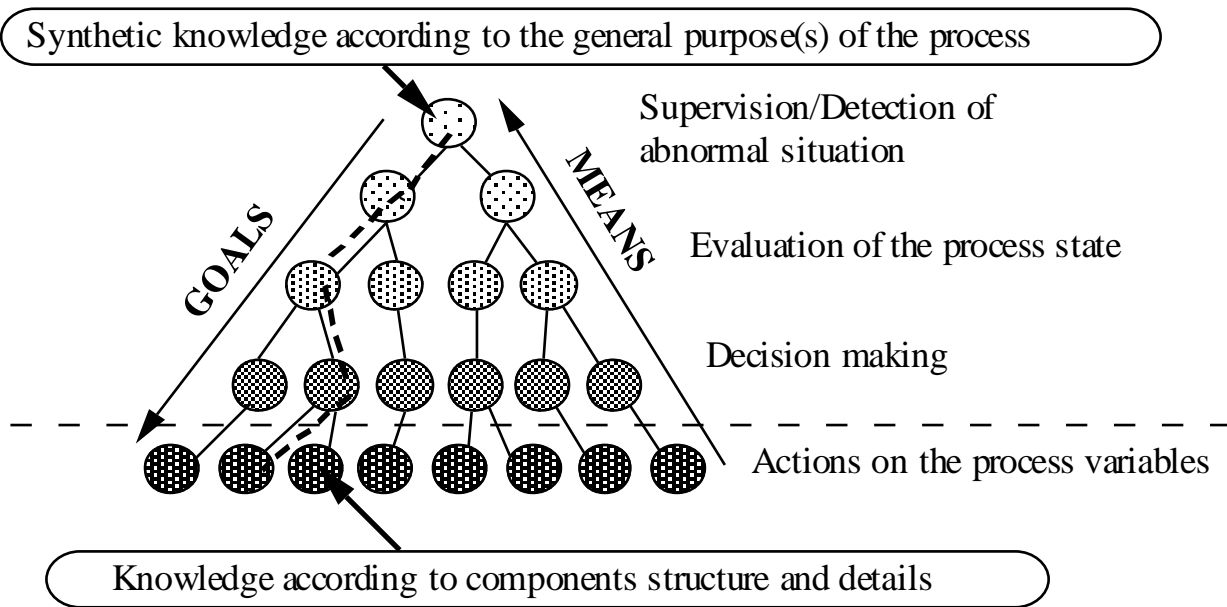 Synthetic knowledge according to the general purpose(s) of the process
Supervision/Detection of
abnormal situation
GOALS
MEANS
Evaluation of the process state
Decision making
Actions on the process variables
Knowledge according to components structure and details